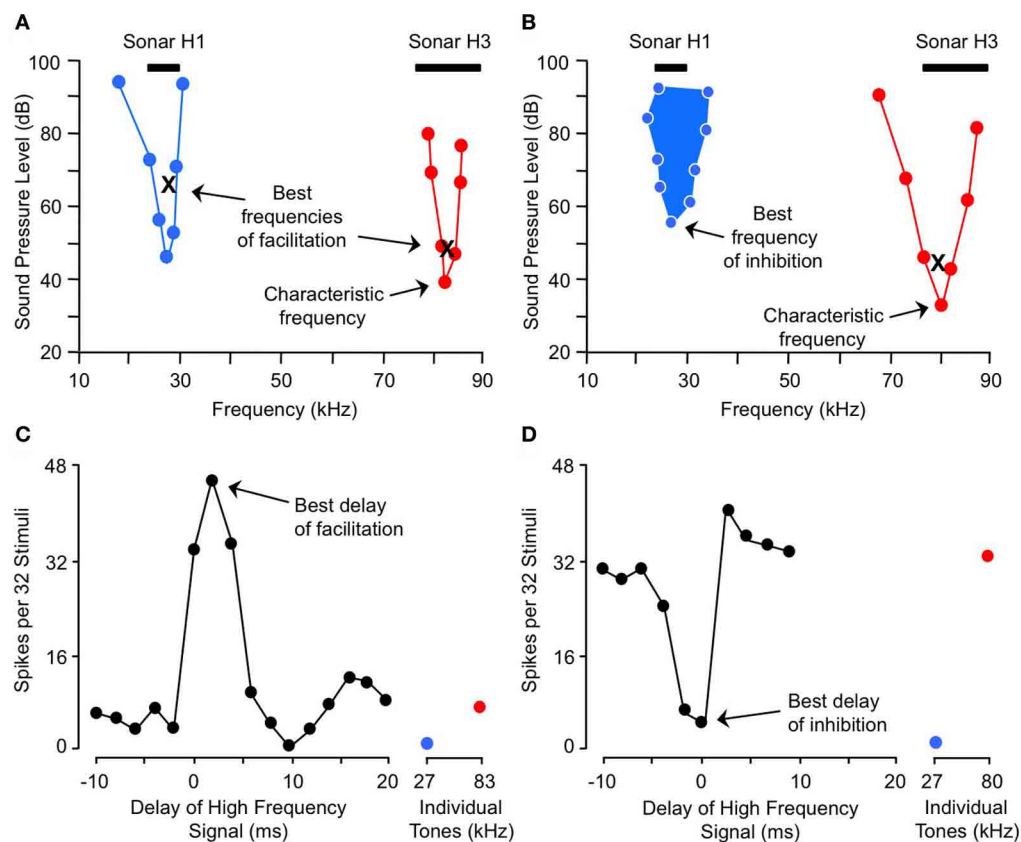 A
Sonar H1
Sonar H3
100
80
60
40
20
Sound Pressure Level (dB)
X
Best
frequencies
of facilitation
X
Characteristic
frequency
10
30
50
70
90
Frequency (kHz)
B
Sonar H1
Sonar H3
100
80
60
40
20
Sound Pressure Level (dB)
Best
frequency
of inhibition
X
Characteristic
frequency
10
30
50
70
90
Frequency (kHz)
C
48
32
16
0
Spikes per 32 Stimuli
Best delay
of facilitation
-10
0
10
20
27
83
Delay of High Frequency
Signal (ms)
Individual
Tones (kHz)
D
48
32
16
0
Spikes per 32 Stimuli
Best delay
of inhibition
-10
0
10
20
27
80
Delay of High Frequency
Signal (ms)
Individual
Tones (kHz)